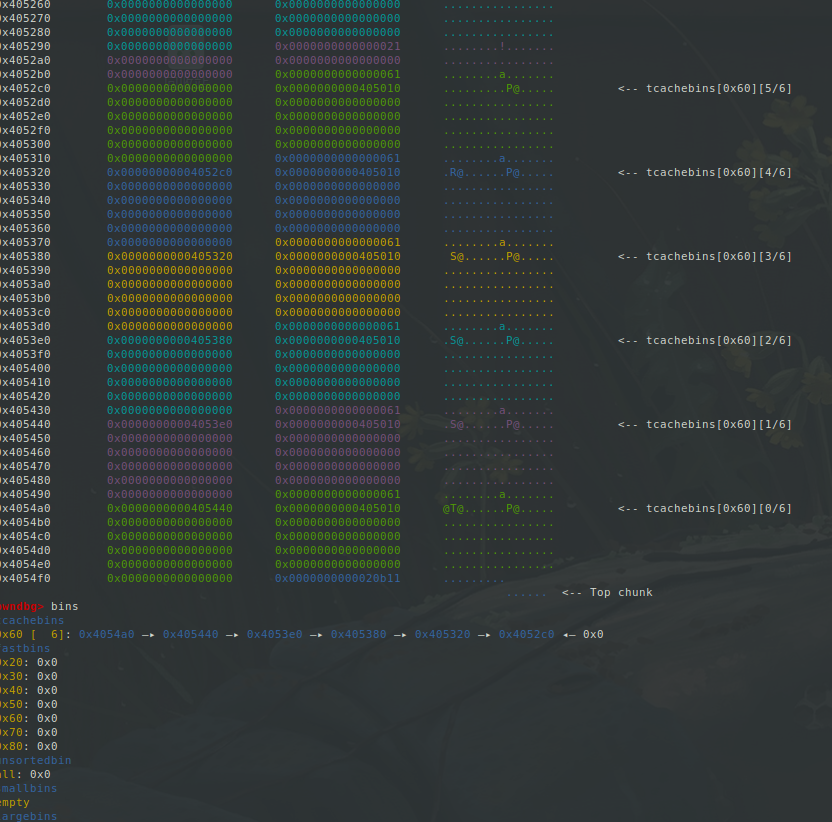 0x405260 0x0000000000000000 0x0000000000000000 ................
0x405270 0x0000000000000000 0x0000000000000000 ................
0x405280 0x0000000000000000 0x0000000000000000 ................
0x405290 0x0000000000000000 0x0000000000000021 ........!.......
0x4052a0 0x0000000000000000 0x0000000000000000 ................
0x4052b0 0x0000000000000000 0x0000000000000061 ........a.......
0x4052c0 0x0000000000000000 0x0000000000405010 .........P@..... <-- tcachebins[0x60][5/6]
0x4052d0 0x0000000000000000 0x0000000000000000 ................
0x4052e0 0x0000000000000000 0x0000000000000000 ................
0x4052f0 0x0000000000000000 0x0000000000000000 ................
0x405300 0x0000000000000000 0x0000000000000000 ................
0x405310 0x0000000000000000 0x0000000000000061 ........a.......
0x405320 0x00000000004052c0 0x0000000000405010 .R@......P@..... <-- tcachebins[0x60][4/6]
0x405330 0x0000000000000000 0x0000000000000000 ................
0x405340 0x0000000000000000 0x0000000000000000 ................
0x405350 0x0000000000000000 0x0000000000000000 ................
0x405360 0x0000000000000000 0x0000000000000000 ................
0x405370 0x0000000000000000 0x0000000000000061 ........a.......
0x405380 0x0000000000405320 0x0000000000405010 S@......P@..... <-- tcachebins[0x60][3/6]
0x405390 0x0000000000000000 0x0000000000000000 ................
0x4053a0 0x0000000000000000 0x0000000000000000 ................
0x4053b0 0x0000000000000000 0x0000000000000000 ................
0x4053c0 0x0000000000000000 0x0000000000000000 ................
0x4053d0 0x0000000000000000 0x0000000000000061 ........a.......
0x4053e0 0x0000000000405380 0x0000000000405010 .S@......P@..... <-- tcachebins[0x60][2/6]
0x4053f0 0x0000000000000000 0x0000000000000000 ................
0x405400 0x0000000000000000 0x0000000000000000 ................
0x405410 0x0000000000000000 0x0000000000000000 ................
0x405420 0x0000000000000000 0x0000000000000000 ................
0x405430 0x0000000000000000 0x0000000000000061 ........a.......
0x405440 0x00000000004053e0 0x0000000000405010 .S@......P@..... <-- tcachebins[0x60][1/6]
0x405450 0x0000000000000000 0x0000000000000000 ................
0x405460 0x0000000000000000 0x0000000000000000 ................
0x405470 0x0000000000000000 0x0000000000000000 ................
0x405480 0x0000000000000000 0x0000000000000000 ................
0x405490 0x0000000000000000 0x0000000000000061 ........a.......
0x4054a0 0x0000000000405440 0x0000000000405010 @T@......P@..... <-- tcachebins[0x60][0/6]
0x4054b0 0x0000000000000000 0x0000000000000000 ................
0x4054c0 0x0000000000000000 0x0000000000000000 ................
0x4054d0 0x0000000000000000 0x0000000000000000 ................
0x4054e0 0x0000000000000000 0x0000000000000000 ................
0x4054f0 0x0000000000000000 0x0000000000020b11 ................ <-- Top chunk
pwndbg> bins
tcachebins
0x60 [  6]: 0x4054a0 —▸ 0x405440 —▸ 0x4053e0 —▸ 0x405380 —▸ 0x405320 —▸ 0x4052c0 ◂— 0x0
fastbins
0x20: 0x0
0x30: 0x0
0x40: 0x0
0x50: 0x0
0x60: 0x0
0x70: 0x0
0x80: 0x0
unsortedbin
all: 0x0
smallbins
empty
largebins